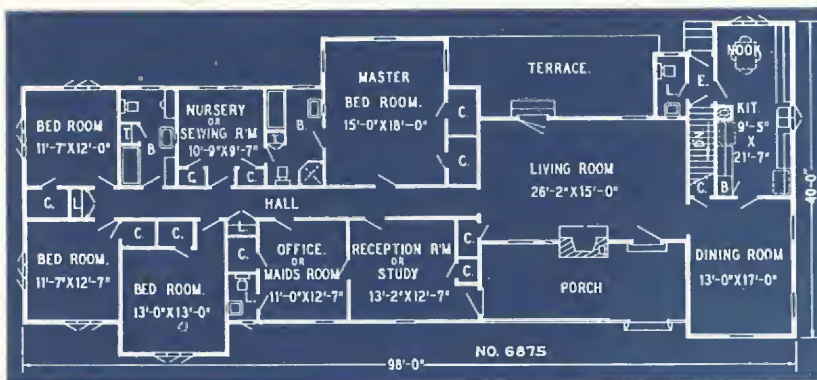 BED ROOM
11'-7"X12'-0"
T
B
NURSERY
OR
SEWING R'M
10'-9"X9'-7"
C.
C.
T
B.
MASTER
BED ROOM.
15'-0"X18'-0"
C.
C.
TERRACE.
L.
E.
NOOK
KIT.
9'-5"
X
21'-7"
DN
C.
B
LIVING ROOM
26'-2"X15'-0"
C.
L
HALL
BED ROOM.
11'-7"X12'-7"
C.
C.
BED ROOM.
13'-0"X13'-0"
L.
C.
L.
OFFICE.
OR
MAIDS ROOM
11'-0"X12'-7"
RECEPTION R'M
OR
STUDY
13'-2"X12'-7"
C.
C.
PORCH
DINING ROOM
13'-0"X17'-0"
40'-0"
NO. 6875
98'-0"